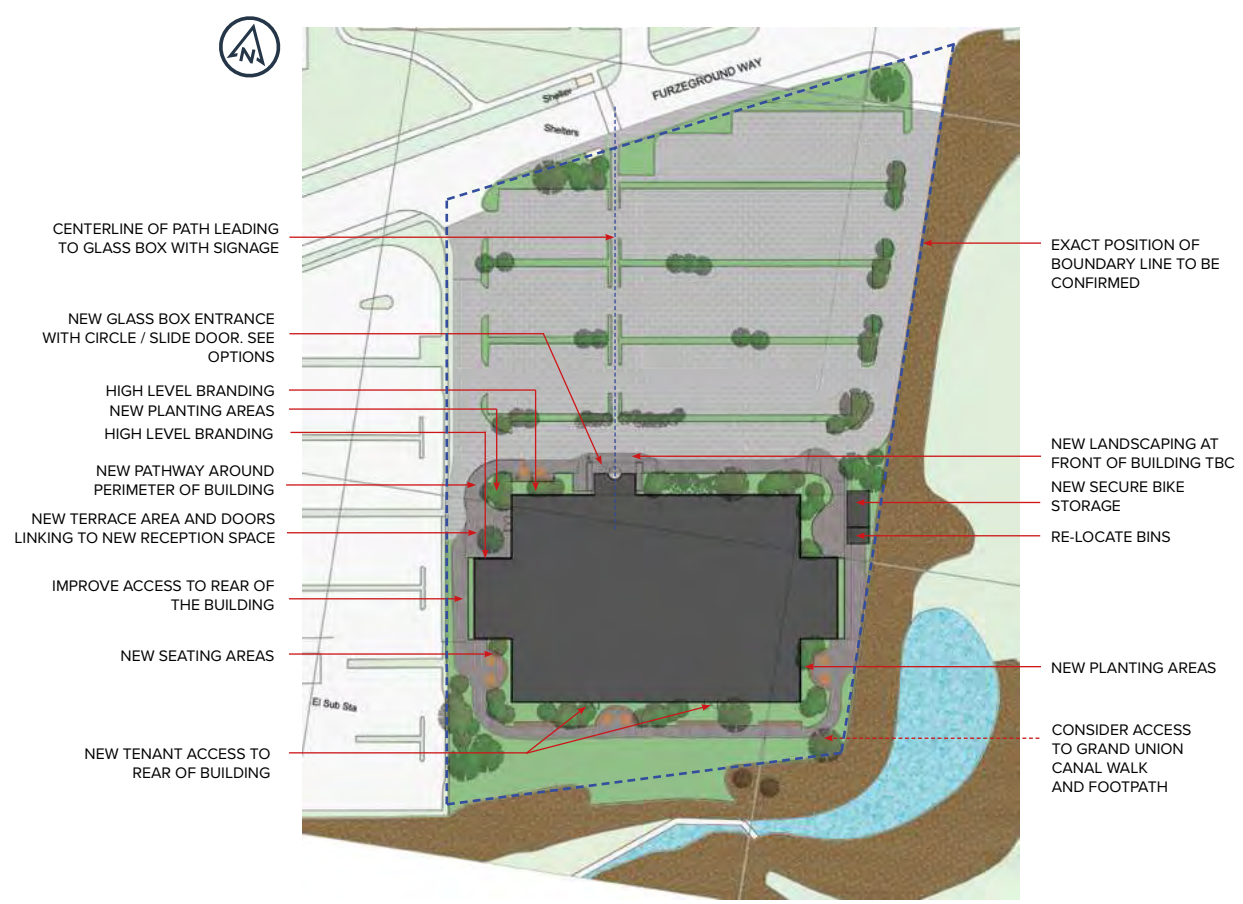 N
FURZEGROUND WAY
Shelter
Shelters
CENTERLINE OF PATH LEADING
TO GLASS BOX WITH SIGNAGE
NEW GLASS BOX ENTRANCE
WITH CIRCLE / SLIDE DOOR. SEE
OPTIONS
HIGH LEVEL BRANDING
NEW PLANTING AREAS
HIGH LEVEL BRANDING
NEW PATHWAY AROUND
PERIMETER OF BUILDING
NEW TERRACE AREA AND DOORS
LINKING TO NEW RECEPTION SPACE
IMPROVE ACCESS TO REAR OF
THE BUILDING
NEW SEATING AREAS
El Sub Sta
NEW TENANT ACCESS TO
REAR OF BUILDING
EXACT POSITION OF
BOUNDARY LINE TO BE
CONFIRMED
NEW LANDSCAPING AT
FRONT OF BUILDING TBC
NEW SECURE BIKE
STORAGE
RE-LOCATE BINS
NEW PLANTING AREAS
CONSIDER ACCESS
TO GRAND UNION
CANAL WALK
AND FOOTPATH